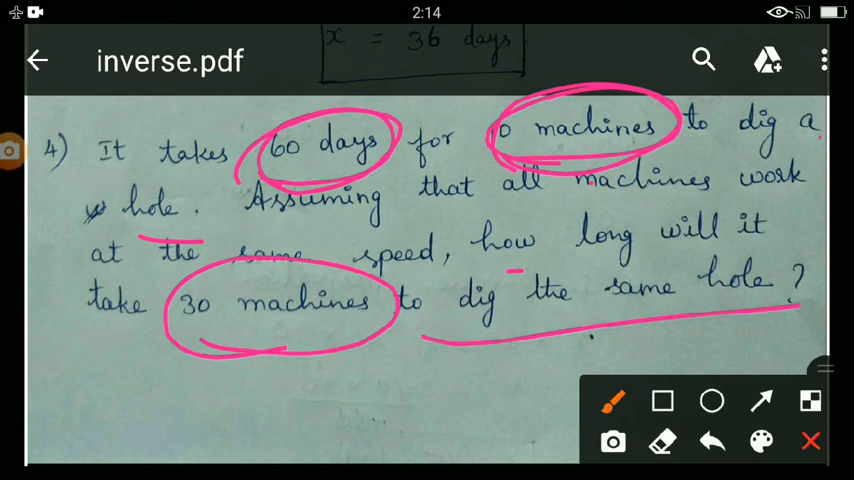 2:14
x = 36 days
inverse.pdf
4) It takes 60 days for machines to dig a
hole. Assuming that all machines work
at the same speed, how long will it
take 30 machines to dig the same hole?